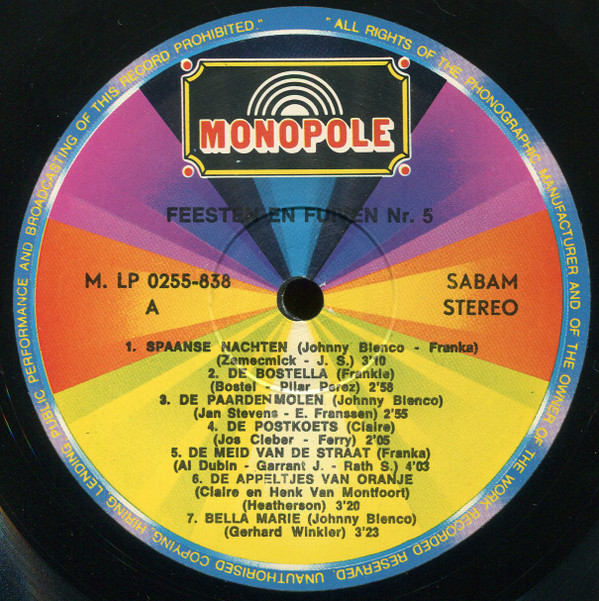 "ALL RIGHTS OF THE PHONOGRAPHIC MANUFACTURER AND OF THE OWNER OF THE WORK RECORDED RESERVED. UNAUTHORISED COPYING HIRING LENDING PUBLIC PERFORMANCE AND BROADCASTING OF THIS RECORD PROHIBITED."
MONOPOLE
FEESTEN EN FUIVEN Nr. 5
M. LP 0255-838 SABAM
A STEREO
1. SPAANSE NACHTEN (Johnny Blenco - Franka)
(Zemecmick - J. S.) 3'10
2. DE BOSTELLA (Frankie)
(Bostel - Pilar Perez) 2'58
3. DE PAARDENMOLEN (Johnny Blenco)
(Jan Stevens - E. Franssen) 2'55
4. DE POSTKOETS (Claire)
(Jos Cleber - Ferry) 2'05
5. DE MEID VAN DE STRAAT (Franka)
(Al Dubin - Garrant J. - Rath S.) 4'03
6. DE APPELTJES VAN ORANJE
(Claire en Henk Van Montfoort)
(Heatherson) 3'20
7. BELLA MARIE (Johnny Blenco)
(Gerhard Winkler) 3'23